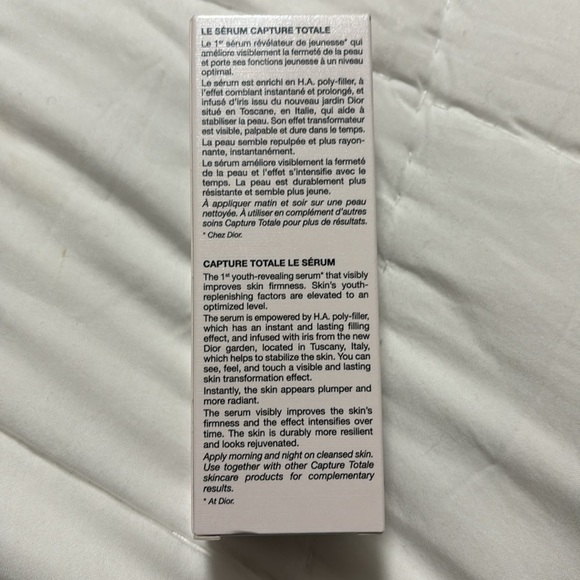 LE SÉRUM CAPTURE TOTALE
Le 1er sérum révélateur de jeunesse* qui
améliore visiblement la fermeté de la peau
et porte ses fonctions jeunesse à un niveau
optimal.
Le sérum est enrichi en H.A. poly-filler, à
l'effet comblant instantané et prolongé, et
infusé d'iris issu du nouveau jardin Dior
situé en Toscane, en Italie, qui aide à
stabiliser la peau. Son effet transformateur
est visible, palpable et dure dans le temps.
La peau semble repulpée et plus rayon-
nante, instantanément.
Le sérum améliore visiblement la fermeté
de la peau et l'effet s'intensifie avec le
temps. La peau est durablement plus
résistante et semble plus jeune.
À appliquer matin et soir sur une peau
nettoyée. À utiliser en complément d'autres
soins Capture Totale pour plus de résultats.
* Chez Dior.
CAPTURE TOTALE LE SÉRUM
The 1st youth-revealing serum* that visibly
improves skin firmness. Skin's youth-
replenishing factors are elevated to an
optimized level.
The serum is empowered by H.A. poly-filler,
which has an instant and lasting filling
effect, and infused with iris from the new
Dior garden, located in Tuscany, Italy,
which helps to stabilize the skin. You can
see, feel, and touch a visible and lasting
skin transformation effect.
Instantly, the skin appears plumper and
more radiant.
The serum visibly improves the skin's
firmness and the effect intensifies over
time. The skin is durably more resilient
and looks rejuvenated.
Apply morning and night on cleansed skin.
Use together with other Capture Totale
skincare products for complementary
results.
* At Dior.